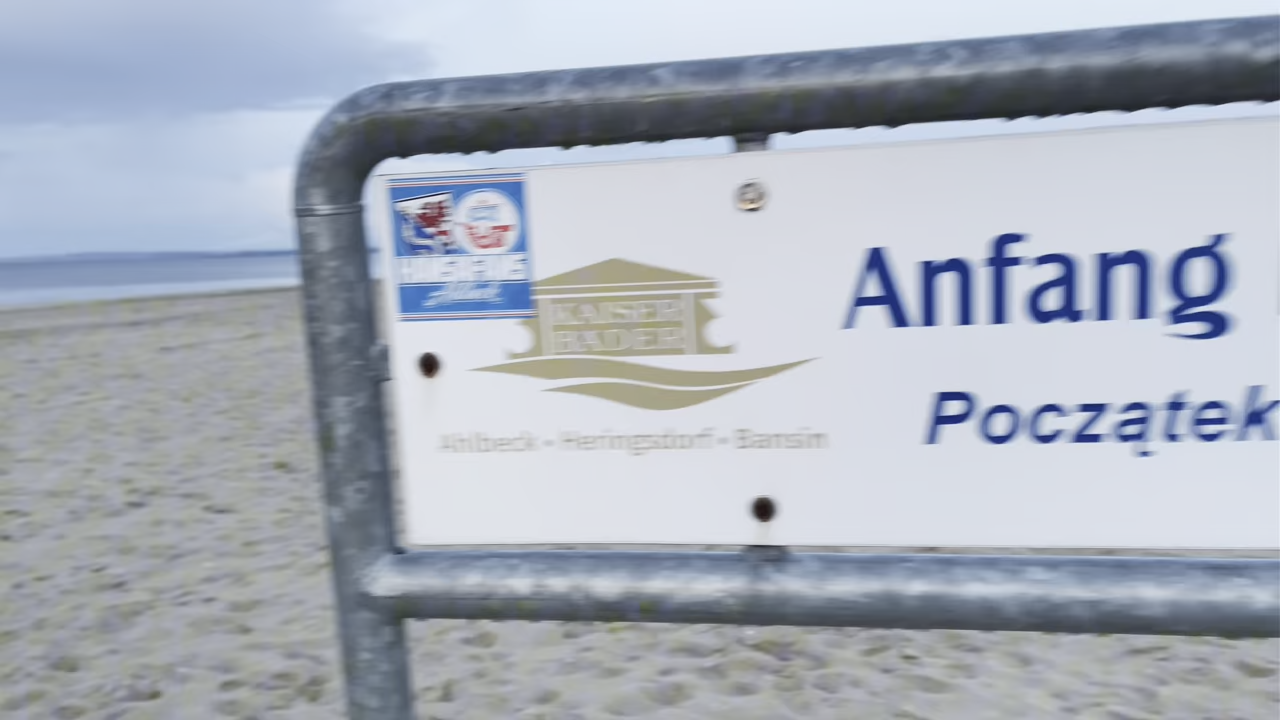 KAISER
BÄDER
Ahlbeck • Heringsdorf • Bansin
Anfang
Początek